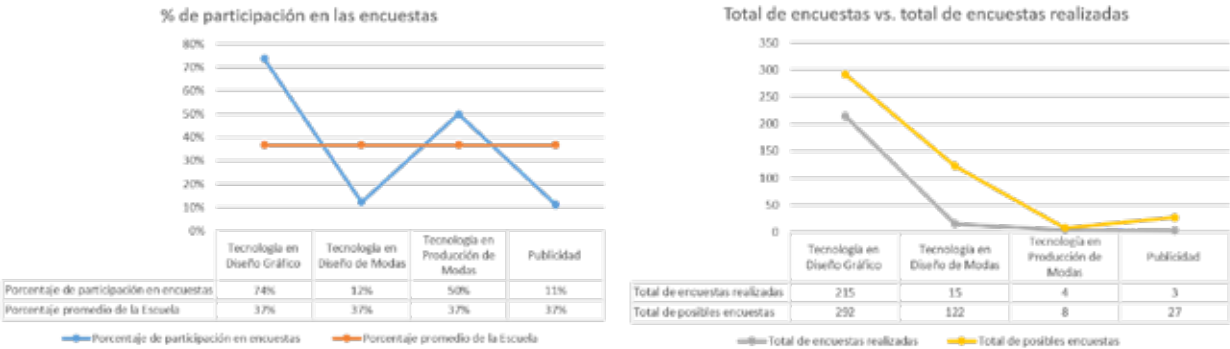 % de participación en las encuestas
80%
70%
60%
50%
40%
30%
20%
10%
0%
Tecnología en Diseño Gráfico
Tecnología en Diseño de Modas
Tecnología en Producción de Modas
Publicidad
Porcentaje de participación en encuestas 74% 12% 50% 11%
Porcentaje promedio de la Escuela 37% 37% 37% 37%
Porcentaje de participación en encuestas
Porcentaje promedio de la Escuela
Total de encuestas vs. total de encuestas realizadas
350
300
250
200
150
100
50
0
Tecnología en Diseño Gráfico
Tecnología en Diseño de Modas
Tecnología en Producción de Modas
Publicidad
Total de encuestas realizadas 215 15 4 3
Total de posibles encuestas 292 122 8 27
Total de encuestas realizadas
Total de posibles encuestas